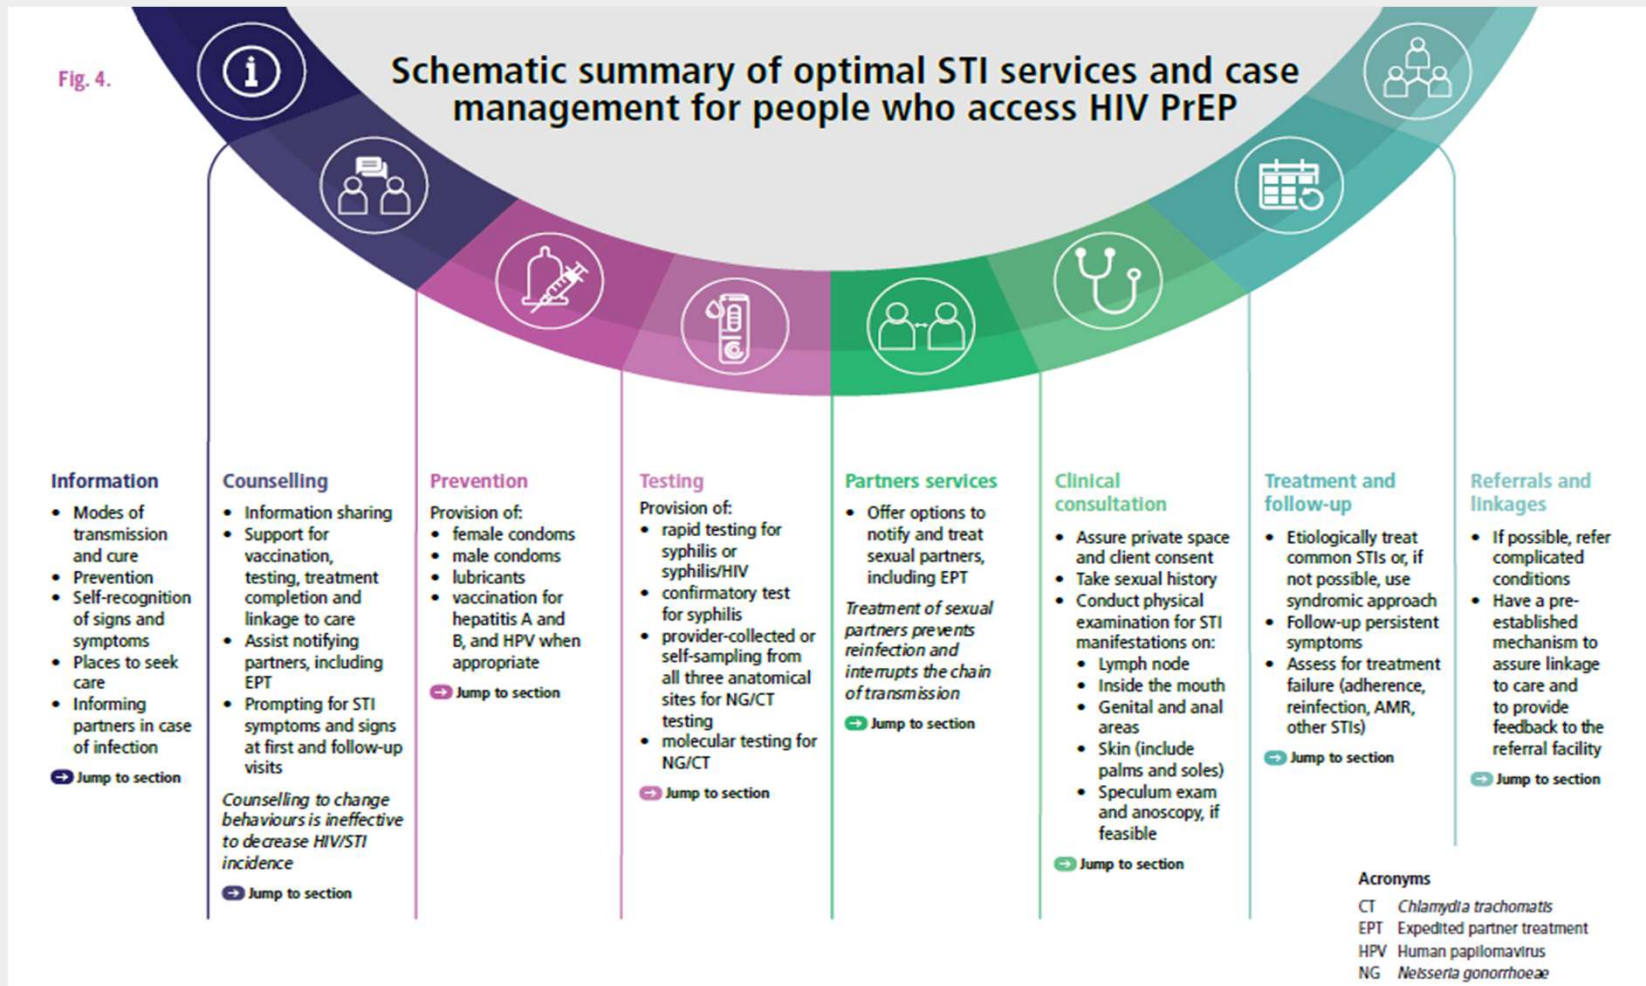 Fig. 4.
Schematic summary of optimal STI services and case
management for people who access HIV PrEP
Information
• Modes of
transmission
and cure
• Prevention
• Self-recognition
of signs and
symptoms
• Places to seek
care
• Informing
partners in case
of infection
Jump to section
Counselling
• Information sharing
• Support for
vaccination,
testing, treatment
completion and
linkage to care
• Assist notifying
partners, including
EPT
• Prompting for STI
symptoms and signs
at first and follow-up
visits
Counselling to change
behaviours is ineffective
to decrease HIV/STI
incidence
Jump to section
Prevention
Provision of:
• female condoms
• male condoms
• lubricants
• vaccination for
hepatitis A and
B, and HPV when
appropriate
Jump to section
Testing
Provision of:
• rapid testing for
syphilis or
syphilis/HIV
• confirmatory test
for syphilis
• provider-collected or
self-sampling from
all three anatomical
sites for NG/CT
testing
• molecular testing for
NG/CT
Jump to section
Partners services
• Offer options to
notify and treat
sexual partners,
including EPT
Treatment of sexual
partners prevents
reinfection and
interrupts the chain
of transmission
Jump to section
Clinical
consultation
• Assure private space
and client consent
• Take sexual history
• Conduct physical
examination for STI
manifestations on:
• Lymph node
• Inside the mouth
• Genital and anal
areas
• Skin (include
palms and soles)
• Speculum exam
and anoscopy, if
feasible
Jump to section
Treatment and
follow-up
• Etiologically treat
common STIs or, if
not possible, use
syndromic approach
• Follow-up persistent
symptoms
• Assess for treatment
failure (adherence,
reinfection, AMR,
other STIs)
Jump to section
Referrals and
linkages
• If possible, refer
complicated
conditions
• Have a pre-
established
mechanism to
assure linkage
to care and
to provide
feedback to the
referral facility
Jump to section
Acronyms
CT Chlamydia trachomatis
EPT Expedited partner treatment
HPV Human papilomavirus
NG Neisseria gonorrhoeae